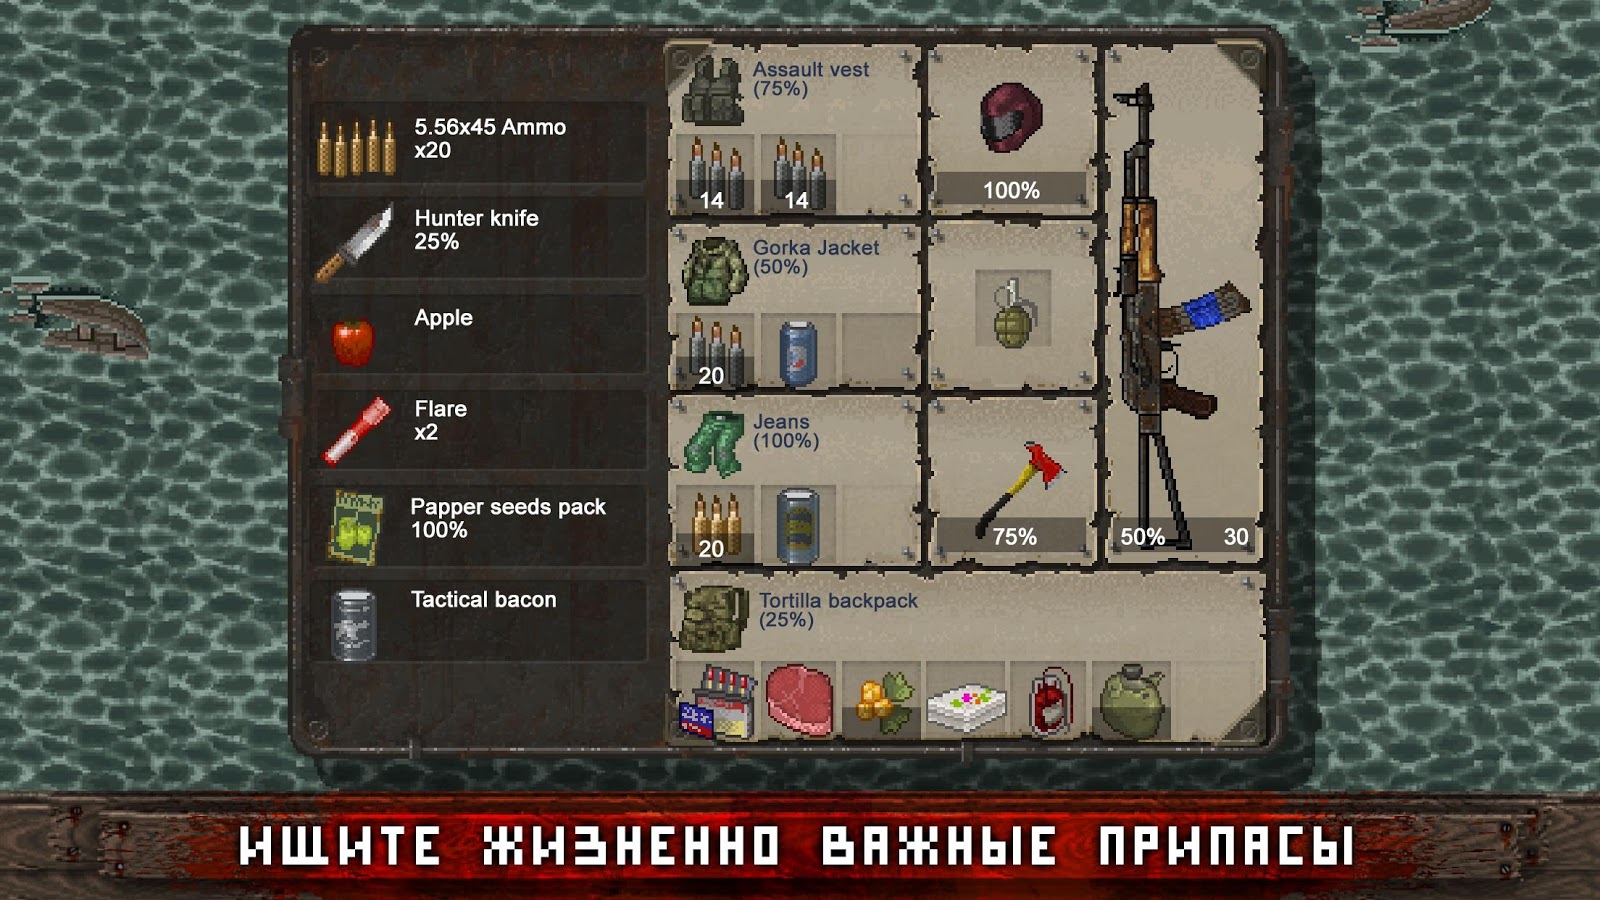 5.56x45 Ammo
x20
Hunter knife
25%
Apple
Flare
x2
Papper seeds pack
100%
Tactical bacon
Assault vest
(75%)
14
14
Gorka Jacket
(50%)
20
Jeans
(100%)
20
100%
75%
50%
30
Tortilla backpack
(25%)
ИЩИТЕ ЖИЗНЕННО ВАЖНЫЕ ПРИПАСЫ